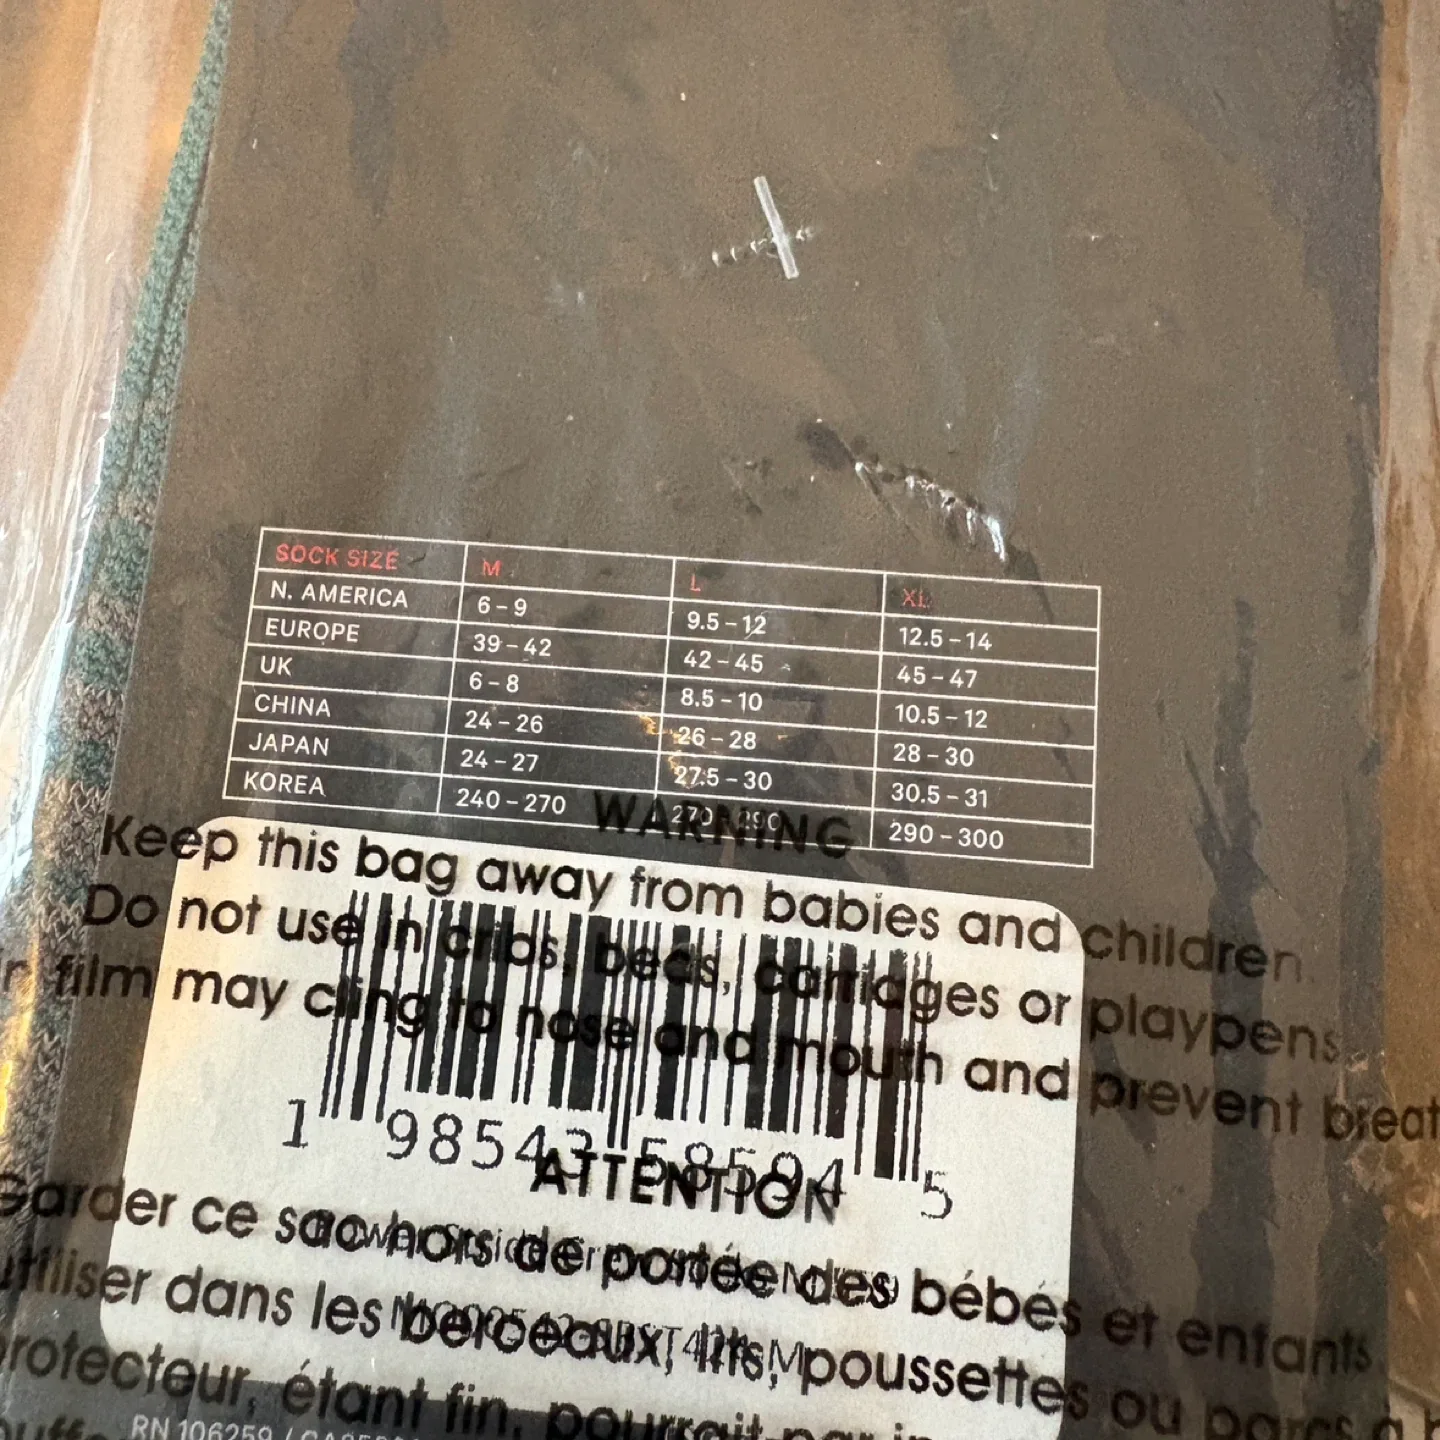 SOCK SIZE M L XL
N. AMERICA 6 – 9 9.5 – 12 12.5 – 14
EUROPE 39 – 42 42 – 45 45 – 47
UK 6 – 8 8.5 – 10 10.5 – 12
CHINA 24 – 26 26 – 28 28 – 30
JAPAN 24 – 27 27.5 – 30 30.5 – 31
KOREA 240 – 270 270 – 290 290 – 300
WARNING
Keep this bag away from babies and children.
Do not use in cribs, beds, carriages or playpens.
film may cling to nose and mouth and prevent breat
1 98543 58594 5
ATTENTION
Garder ce sac hors de portée des bébés et enfants
utiliser dans les berceaux, lits, poussettes ou parcs à
protecteur, étant fin, pourrait par
RN 106259 /